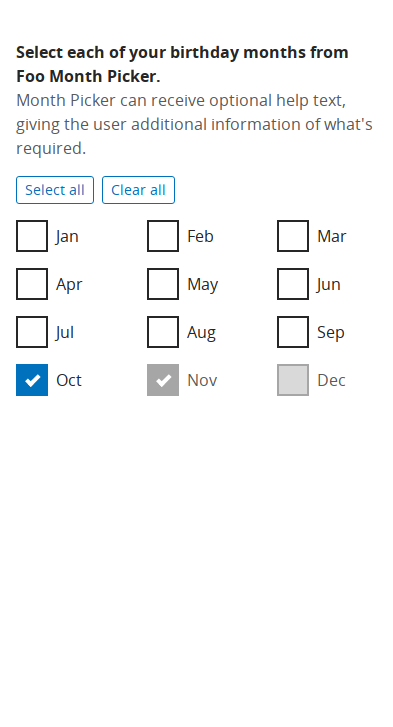 Select each of your birthday months from
Foo Month Picker.
Month Picker can receive optional help text,
giving the user additional information of what's
required.
Select all Clear all
Jan Feb Mar
Apr May Jun
Jul Aug Sep
Oct Nov Dec